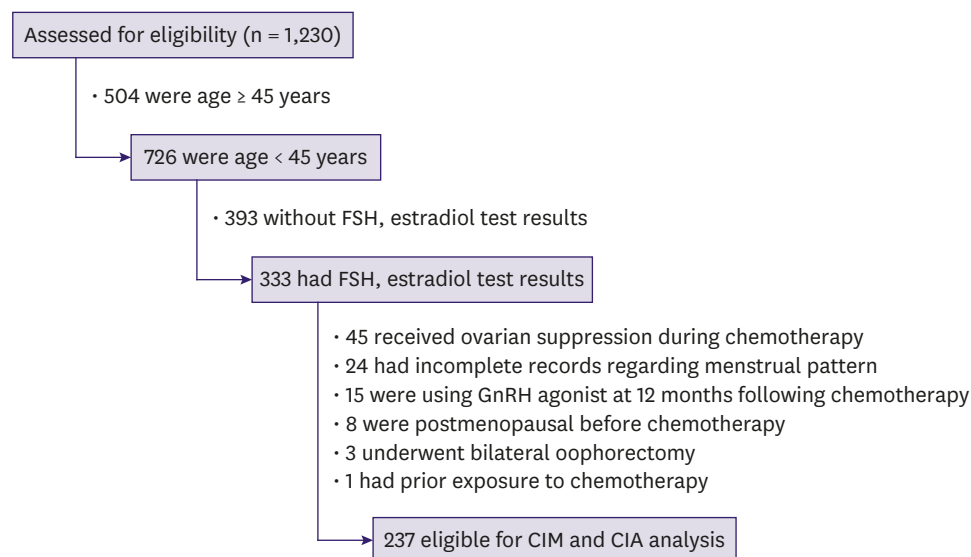 Assessed for eligibility (n = 1,230)
· 504 were age ≥ 45 years
726 were age < 45 years
· 393 without FSH, estradiol test results
333 had FSH, estradiol test results
· 45 received ovarian suppression during chemotherapy
· 24 had incomplete records regarding menstrual pattern
· 15 were using GnRH agonist at 12 months following chemotherapy
· 8 were postmenopausal before chemotherapy
· 3 underwent bilateral oophorectomy
· 1 had prior exposure to chemotherapy
237 eligible for CIM and CIA analysis